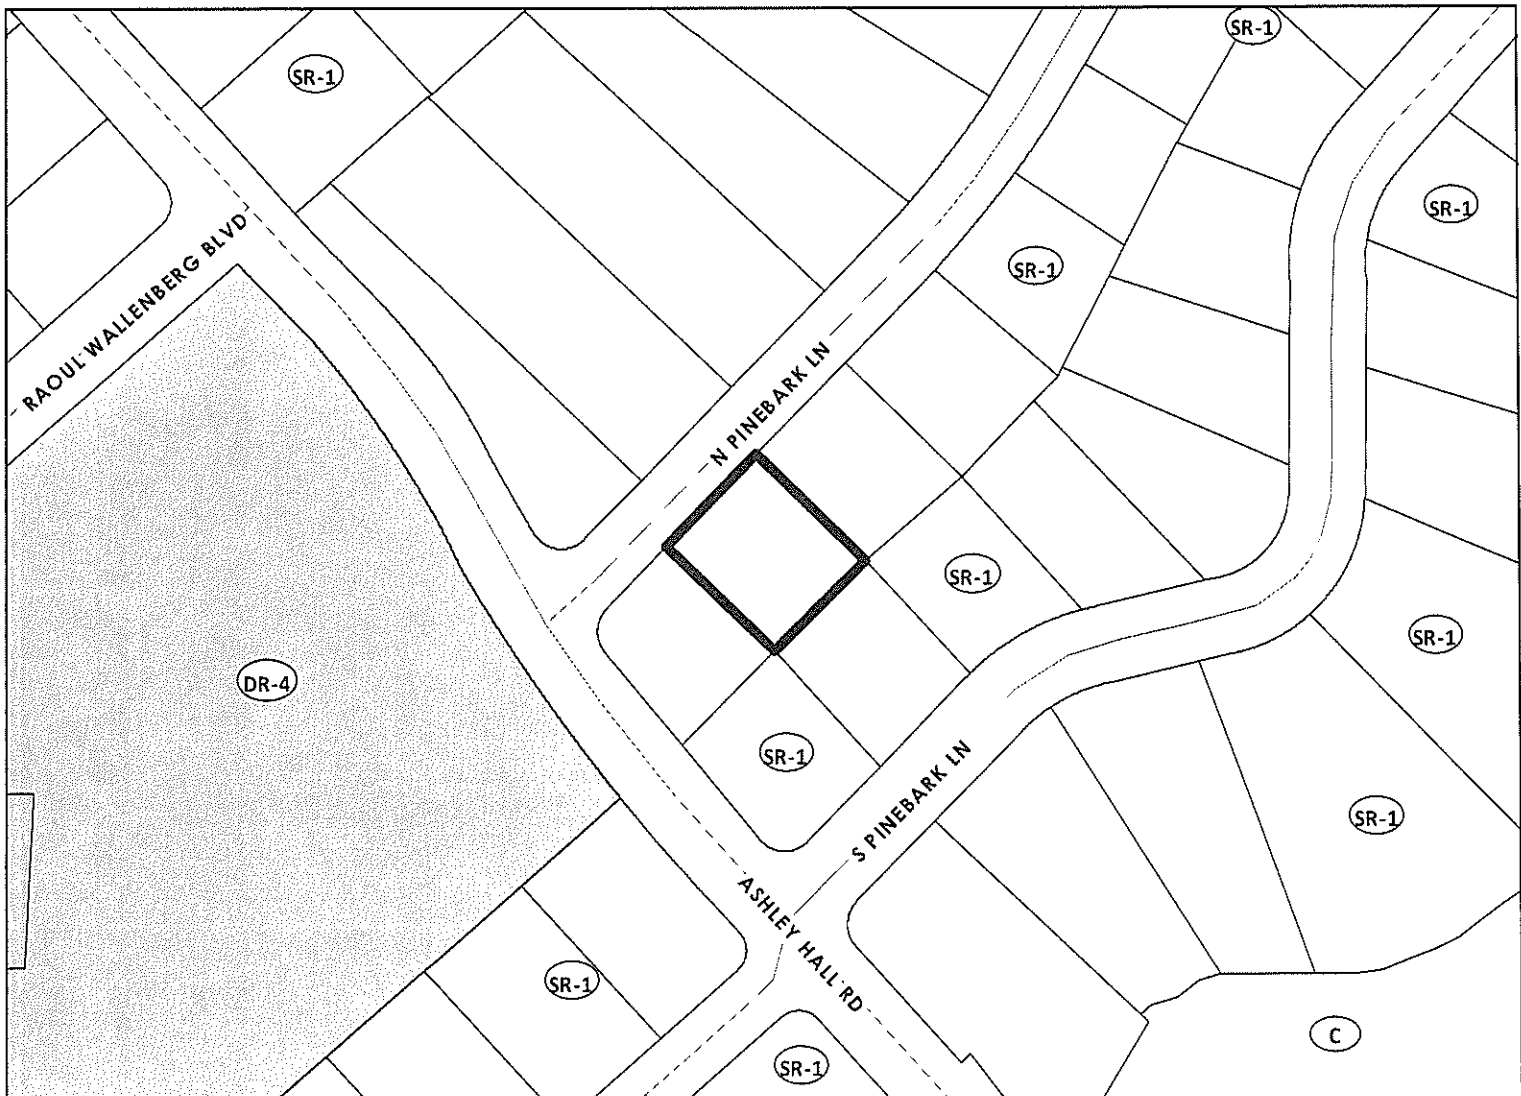 SR-1
SR-1
SR-1
SR-1
RAOUL WALLENBERG BLVD
N PINEBARK LN
SR-1
SR-1
DR-4
SR-1
S PINEBARK LN
SR-1
ASHLEY HALL RD
SR-1
C
SR-1